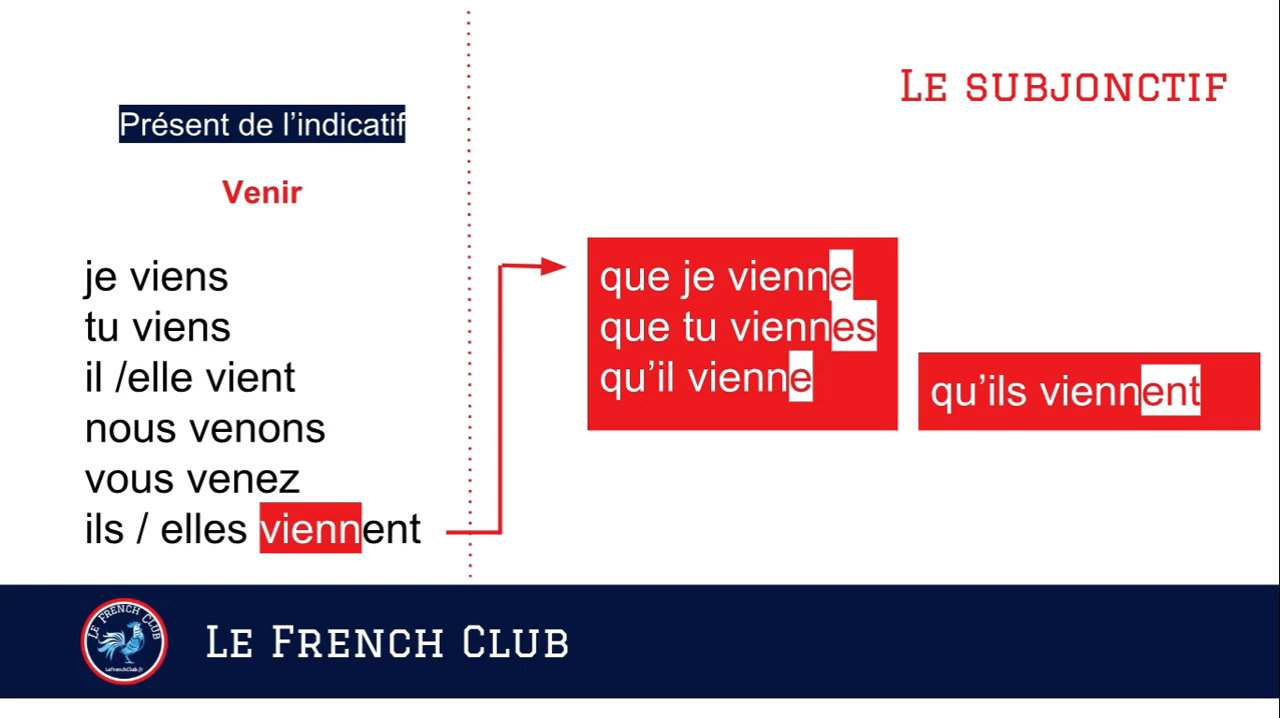 Le subjonctif
Présent de l’indicatif
Venir
je viens
tu viens
il /elle vient
nous venons
vous venez
ils / elles viennent
que je vienne
que tu viennes
qu’il vienne
qu’ils viennent
LE FRENCH CLUB
LeFrenchClub.fr
Le French Club